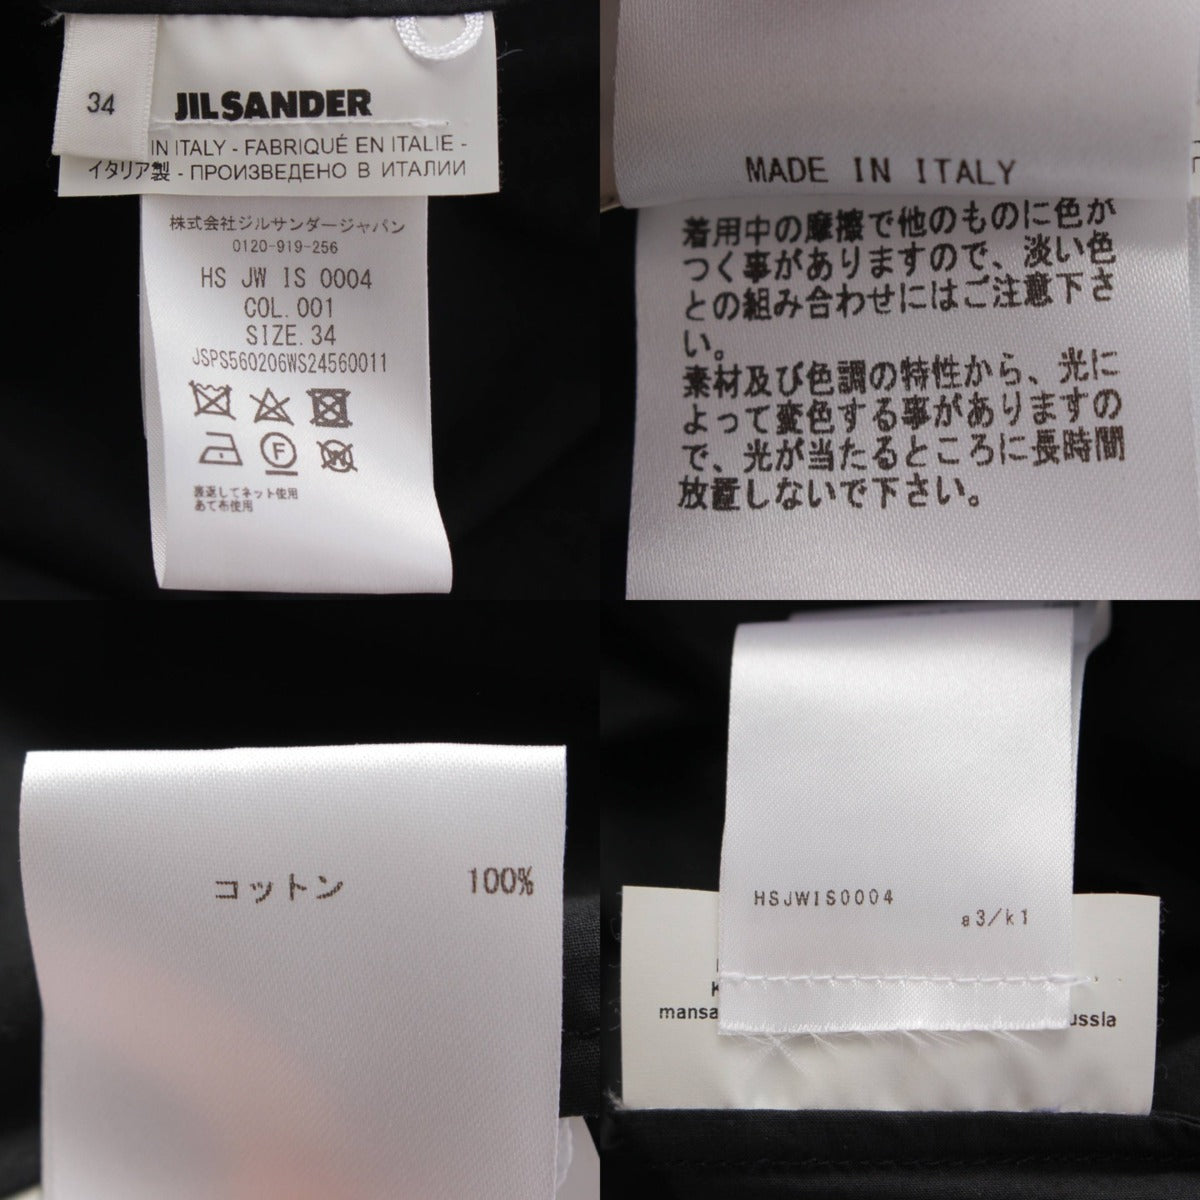 34
JIL SANDER
IN ITALY - FABRIQUÉ EN ITALIE -
イタリア製 - ПРОИЗВЕДЕНО В ИТАЛИИ
株式会社ジルサンダージャパン
0120-919-256
HS JW IS 0004
COL.001
SIZE.34
JSPS560206WS24560011
F
W
裏返してネット使用
あて布使用
MADE IN ITALY
着用中の摩擦で他のものに色が
つく事がありますので、淡い色
との組み合わせにはご注意下さ
い。
素材及び色調の特性から、光に
よって変色する事がありますの
で、光が当たるところに長時間
放置しないで下さい。
コットン 100%
HSJWIS0004
a3/k1